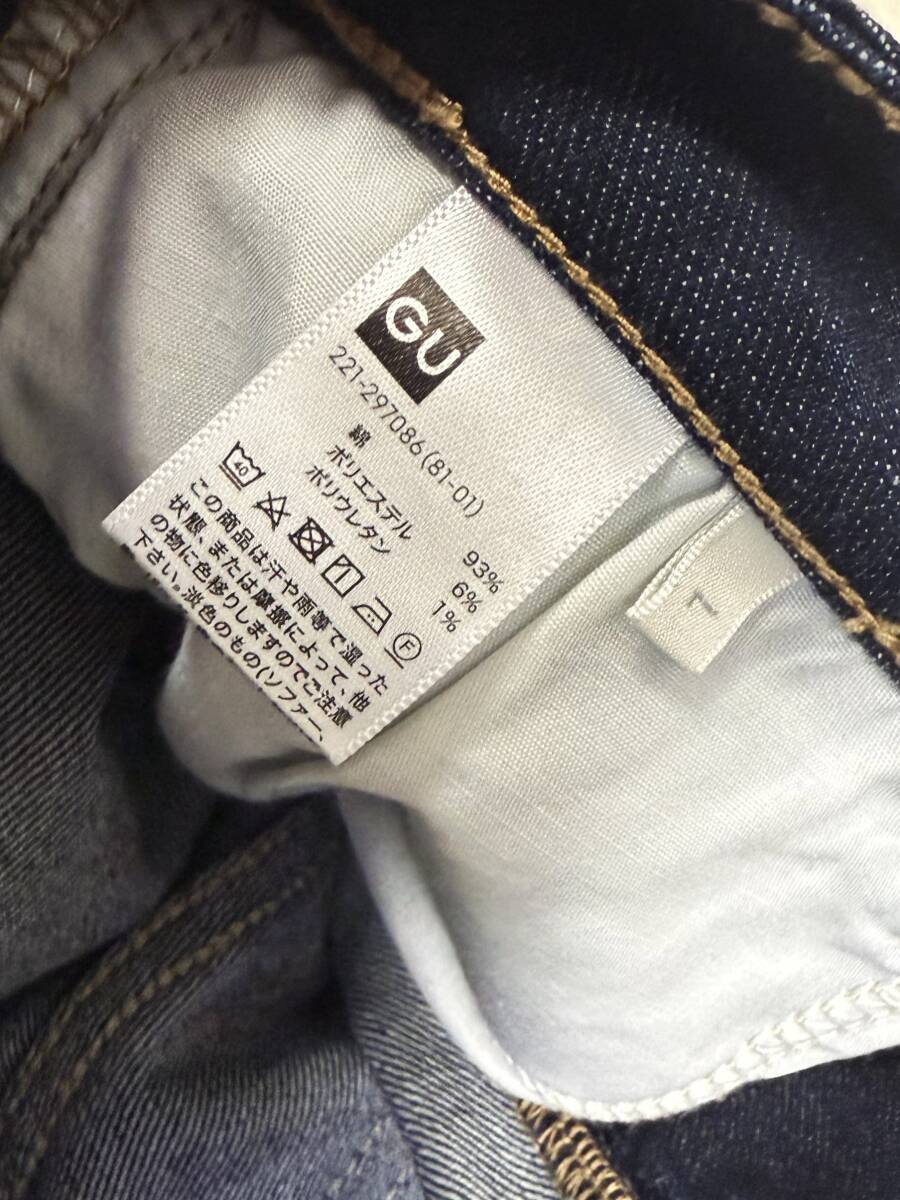 GU
221-297086 (81-01)
綿 93%
ポリエステル 6%
ポリウレタン 1%
40
F
この商品は汗や雨等で湿った
状態、または摩擦によって、他
の物に色移りしますのでご注意
下さい。淡色のもの(ソファー、